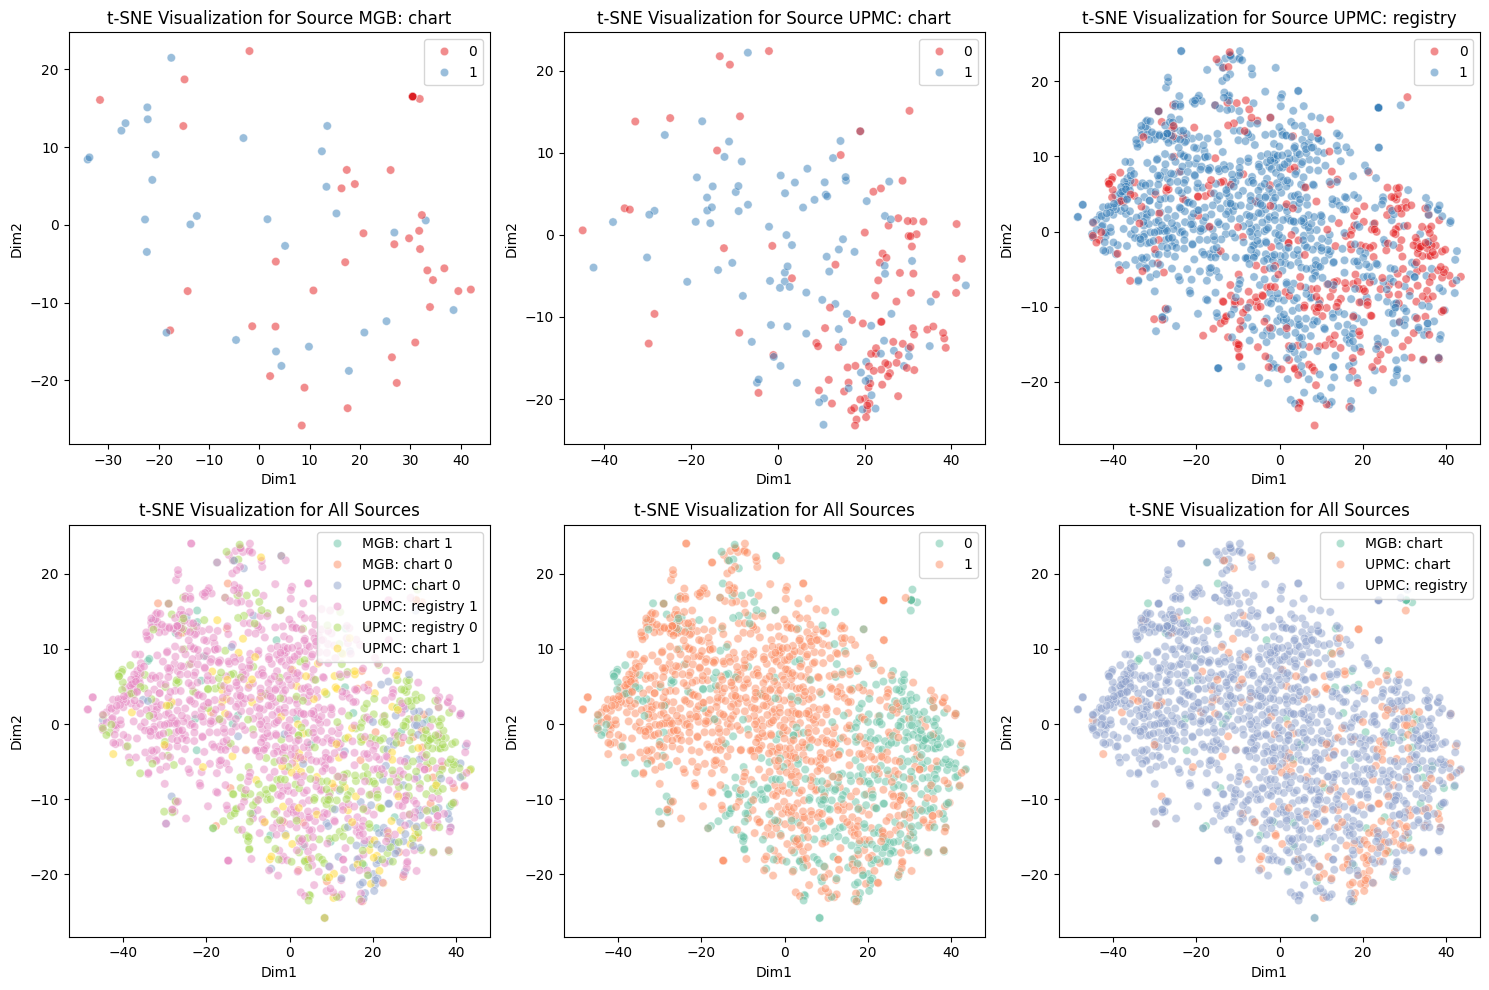 t-SNE Visualization for Source MGB: chart
0
1
20
10
0
−10
−20
Dim2
−30
−20
−10
0
10
20
30
40
Dim1
t-SNE Visualization for Source UPMC: chart
0
1
20
10
0
−10
−20
Dim2
−40
−20
0
20
40
Dim1
t-SNE Visualization for Source UPMC: registry
0
1
20
10
0
−10
−20
Dim2
−40
−20
0
20
40
Dim1
t-SNE Visualization for All Sources
MGB: chart 1
MGB: chart 0
UPMC: chart 0
UPMC: registry 1
UPMC: registry 0
UPMC: chart 1
20
10
0
−10
−20
Dim2
−40
−20
0
20
40
Dim1
t-SNE Visualization for All Sources
0
1
20
10
0
−10
−20
Dim2
−40
−20
0
20
40
Dim1
t-SNE Visualization for All Sources
MGB: chart
UPMC: chart
UPMC: registry
20
10
0
−10
−20
Dim2
−40
−20
0
20
40
Dim1